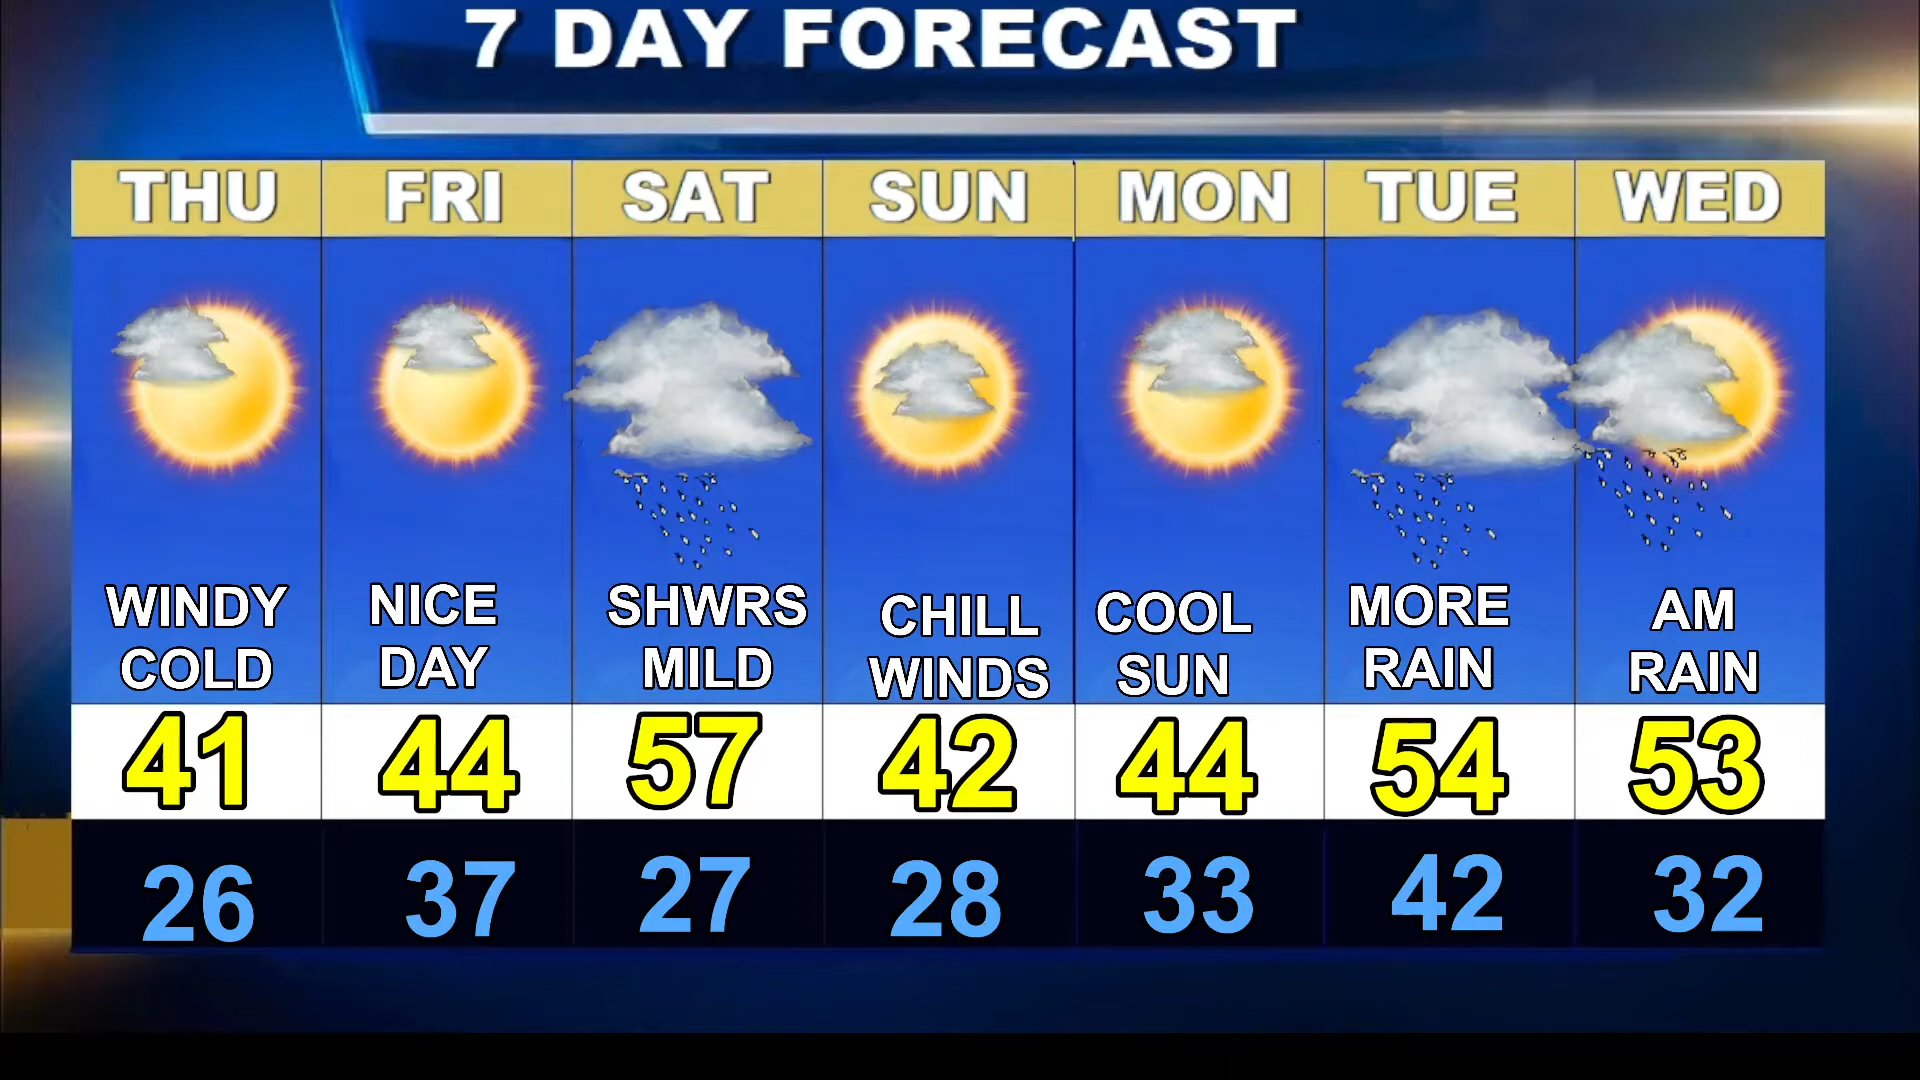 7 DAY FORECAST
THU FRI SAT SUN MON TUE WED
WINDY NICE SHWRS CHILL COOL MORE AM
COLD DAY MILD WINDS SUN RAIN RAIN
41 44 57 42 44 54 53
26 37 27 28 33 42 32